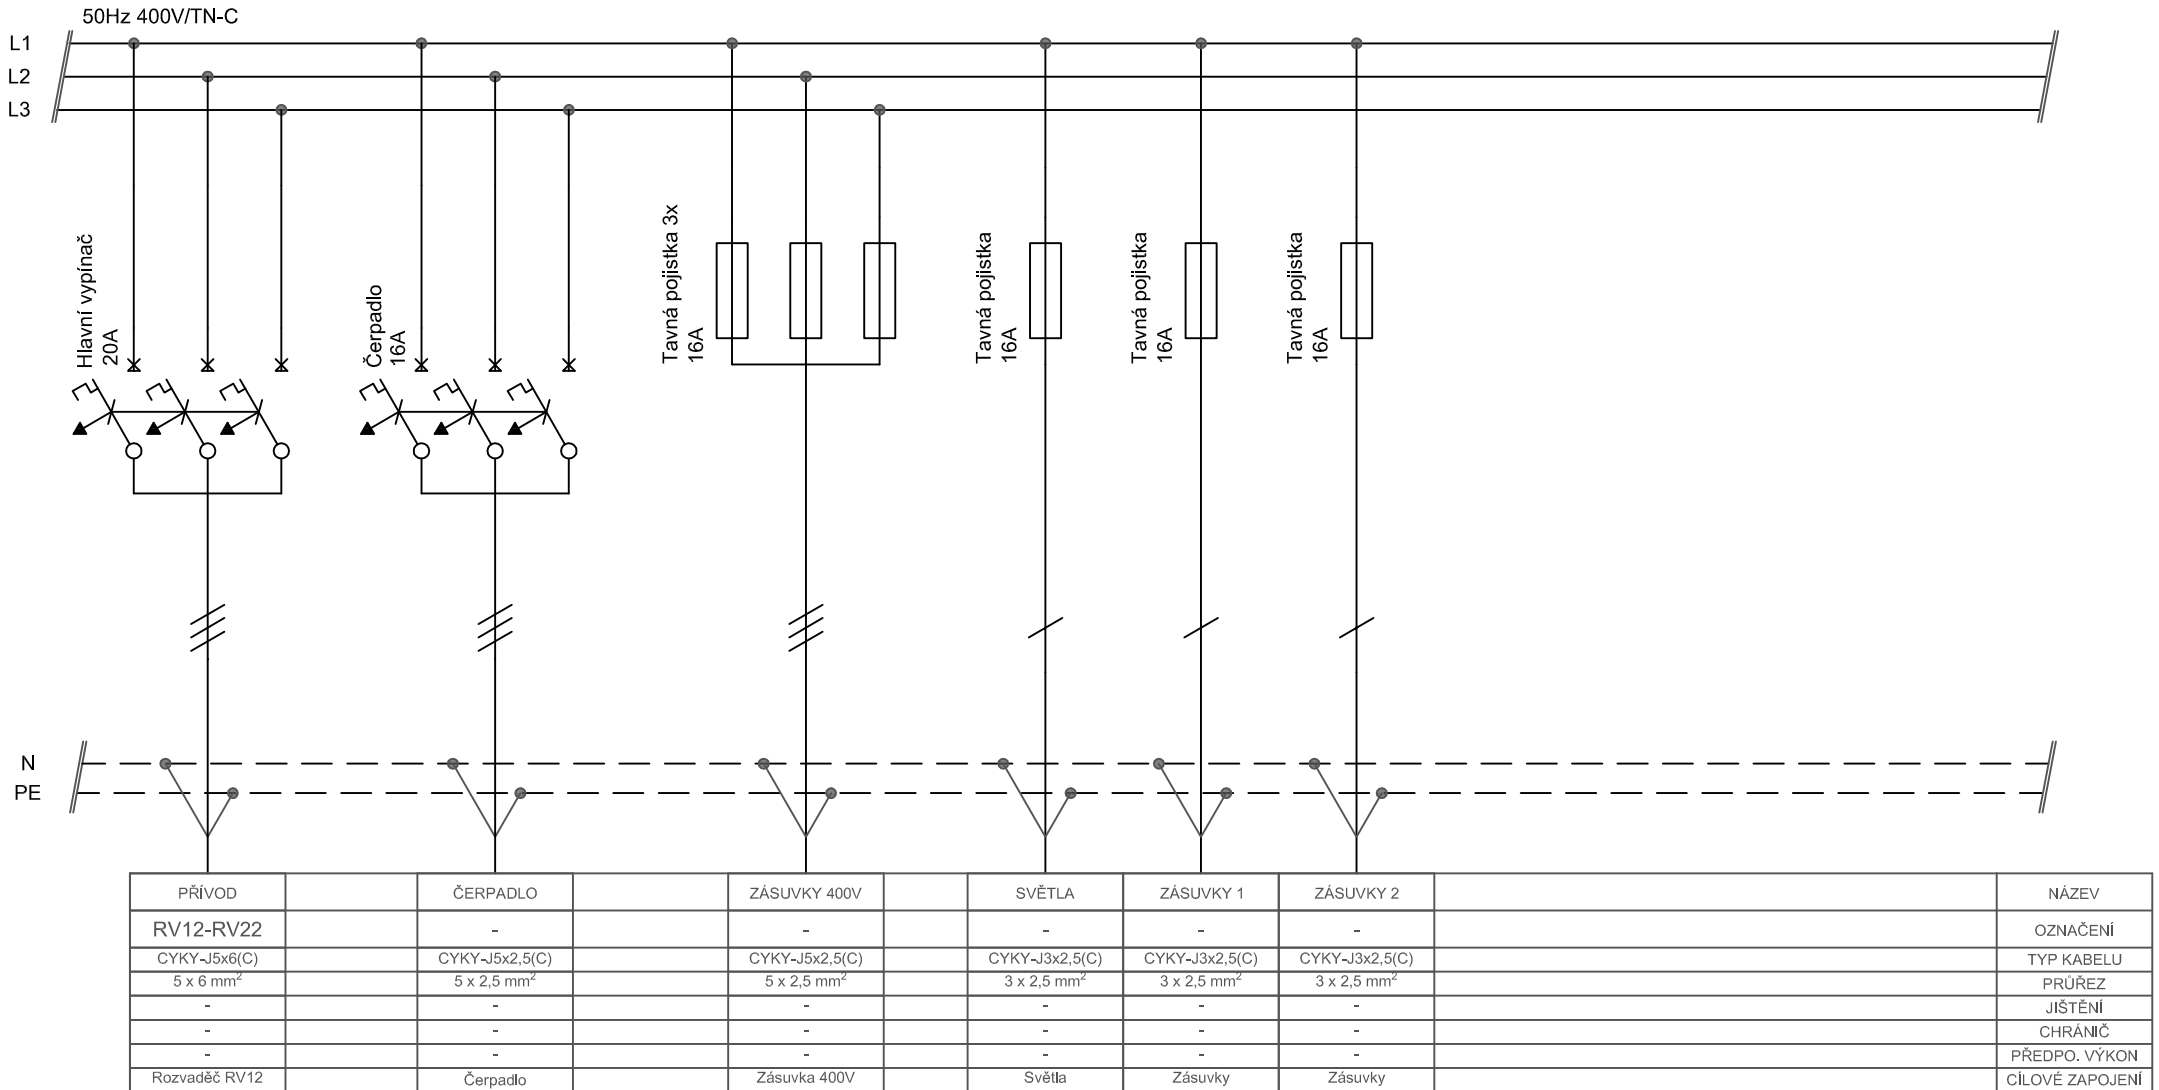 50Hz 400V/TN-C
L1
L2
L3
Hlavní vypínač
20A
Čerpadlo
16A
Tavná pojistka 3x
16A
Tavná pojistka
16A
Tavná pojistka
16A
Tavná pojistka
16A
N
PE
PŘÍVOD ČERPADLO ZÁSUVKY 400V SVĚTLA ZÁSUVKY 1 ZÁSUVKY 2 NÁZEV
RV12-RV22 - - - - - OZNAČENÍ
CYKY-J5x6(C) CYKY-J5x2,5(C) CYKY-J5x2,5(C) CYKY-J3x2,5(C) CYKY-J3x2,5(C) CYKY-J3x2,5(C) TYP KABELU
5 x 6 mm² 5 x 2,5 mm² 5 x 2,5 mm² 3 x 2,5 mm² 3 x 2,5 mm² 3 x 2,5 mm² PRŮŘEZ
- - - - - - JIŠTĚNÍ
- - - - - - CHRÁNIČ
- - - - - - PŘEDPO. VÝKON
Rozvaděč RV12 Čerpadlo Zásuvka 400V Světla Zásuvky Zásuvky CÍLOVÉ ZAPOJENÍ